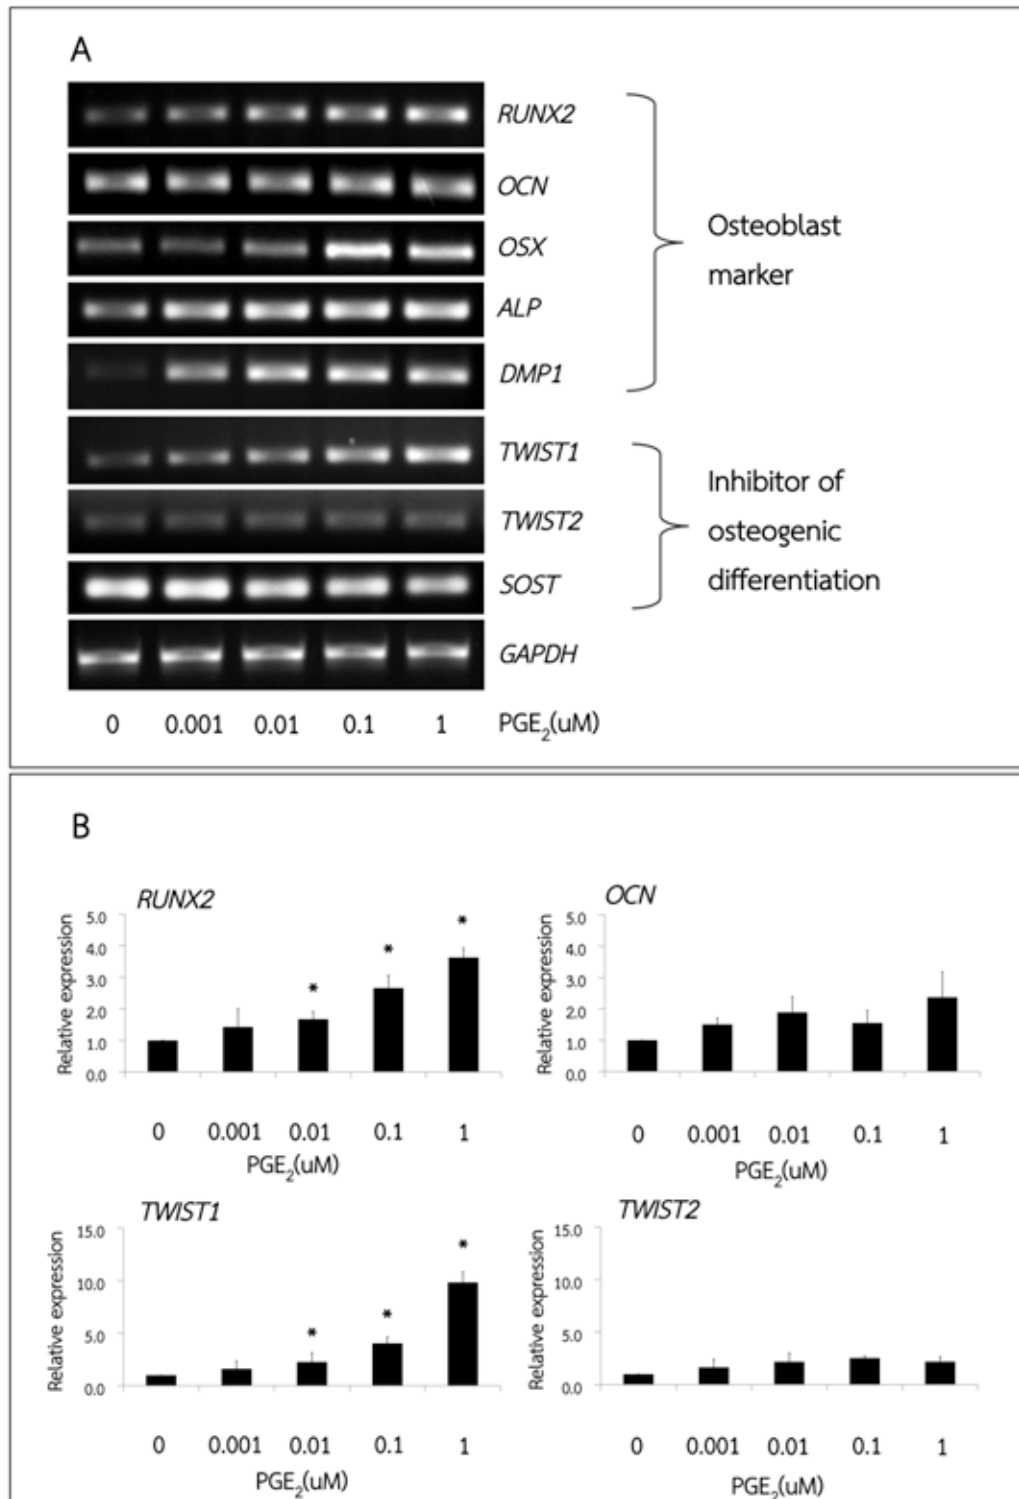 A
RUNX2
OCN
OSX
ALP
DMP1
Osteoblast
marker
TWIST1
TWIST2
SOST
Inhibitor of
osteogenic
differentiation
GAPDH
0 0.001 0.01 0.1 1 PGE₂(uM)
B
RUNX2
Relative expression
5.0
4.0
3.0
2.0
1.0
0.0
* * *
0 0.001 0.01 0.1 1
PGE₂(uM)
OCN
Relative expression
5.0
4.0
3.0
2.0
1.0
0.0
0 0.001 0.01 0.1 1
PGE₂(uM)
TWIST1
Relative expression
15.0
10.0
5.0
0.0
* * *
0 0.001 0.01 0.1 1
PGE₂(uM)
TWIST2
Relative expression
15.0
10.0
5.0
0.0
0 0.001 0.01 0.1 1
PGE₂(uM)